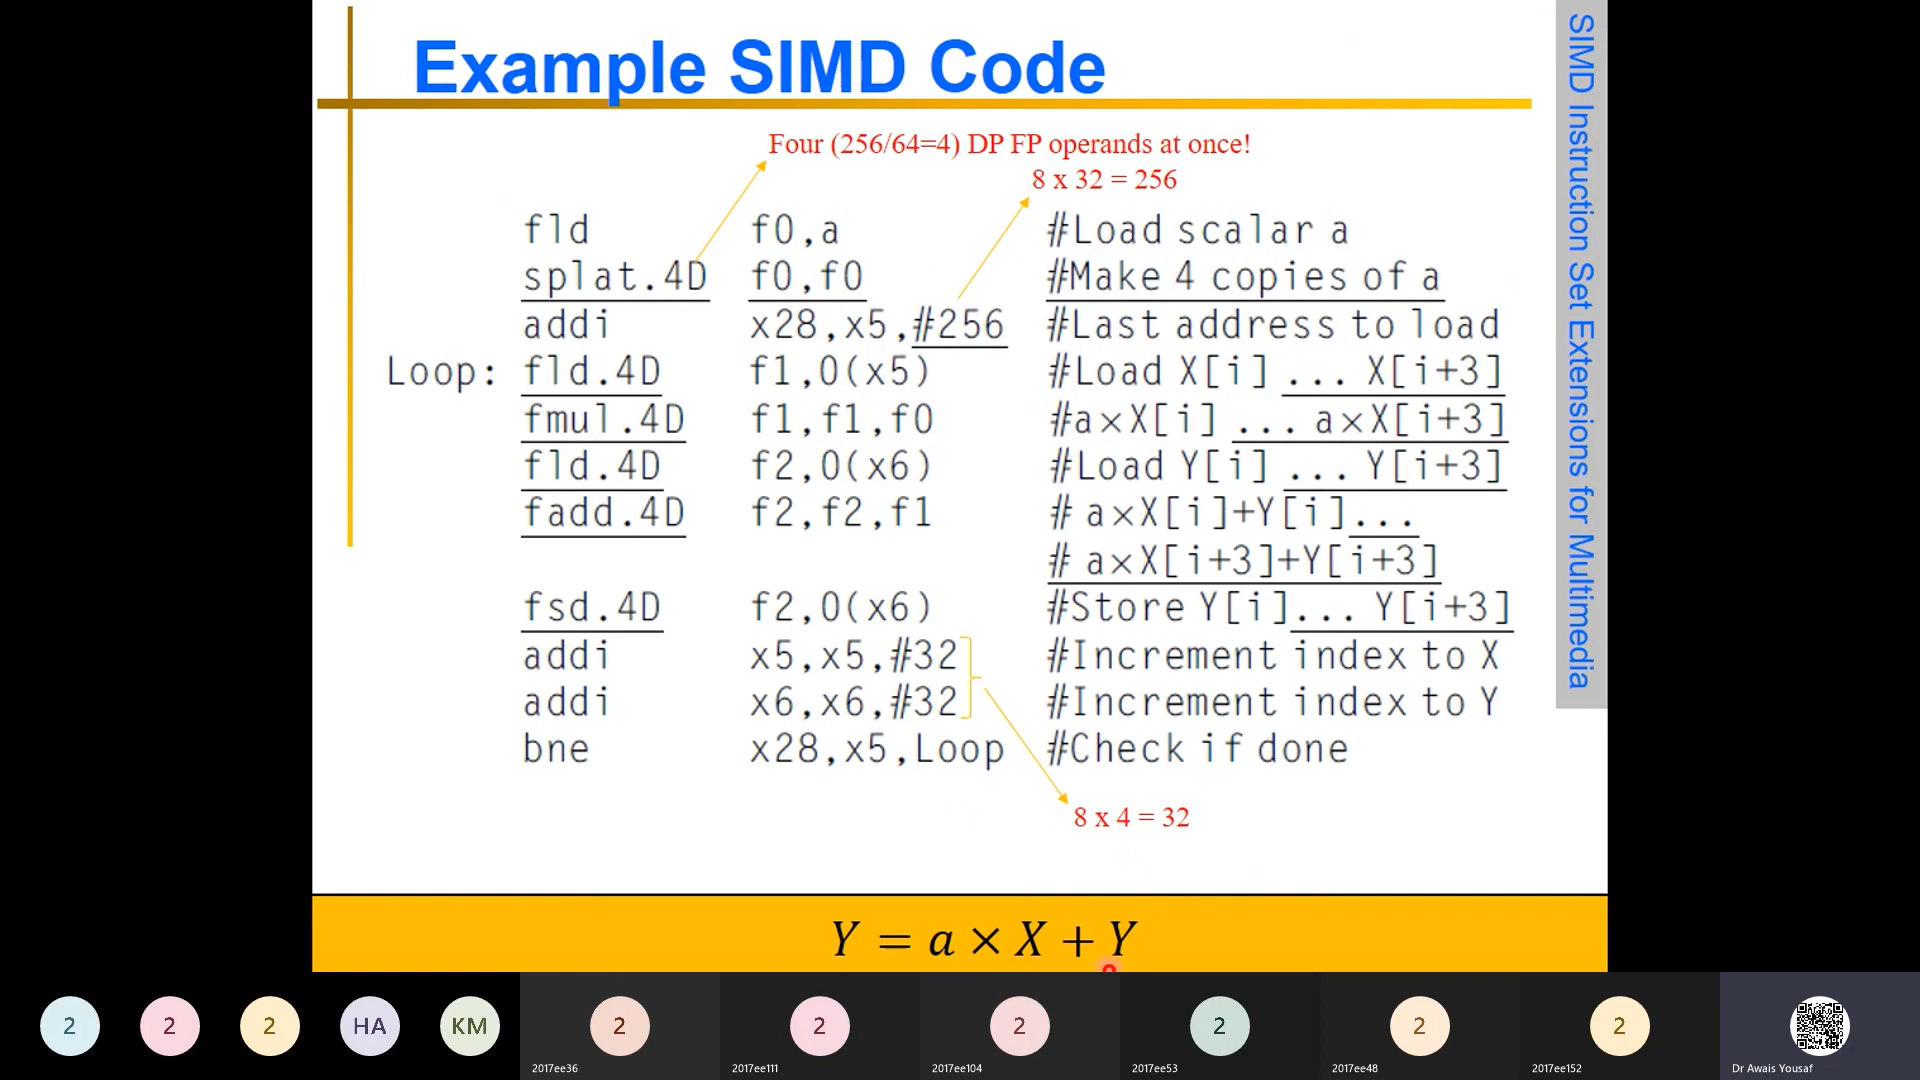 Example SIMD Code
SIMD Instruction Set Extensions for Multimedia
Four (256/64=4) DP FP operands at once!
8 x 32 = 256
fld f0,a #Load scalar a
splat.4D f0,f0 #Make 4 copies of a
addi x28,x5,#256 #Last address to load
Loop: fld.4D f1,0(x5) #Load X[i] ... X[i+3]
fmul.4D f1,f1,f0 #a×X[i] ... a×X[i+3]
fld.4D f2,0(x6) #Load Y[i] ... Y[i+3]
fadd.4D f2,f2,f1 # a×X[i]+Y[i]...
# a×X[i+3]+Y[i+3]
fsd.4D f2,0(x6) #Store Y[i]... Y[i+3]
addi x5,x5,#32 #Increment index to X
addi x6,x6,#32 #Increment index to Y
bne x28,x5,Loop #Check if done
8 x 4 = 32
Y = a × X + Y
2 2 2 HA KM 2 2 2 2 2 2
2017ee36 2017ee111 2017ee104 2017ee53 2017ee48 2017ee152 Dr Awais Yousaf